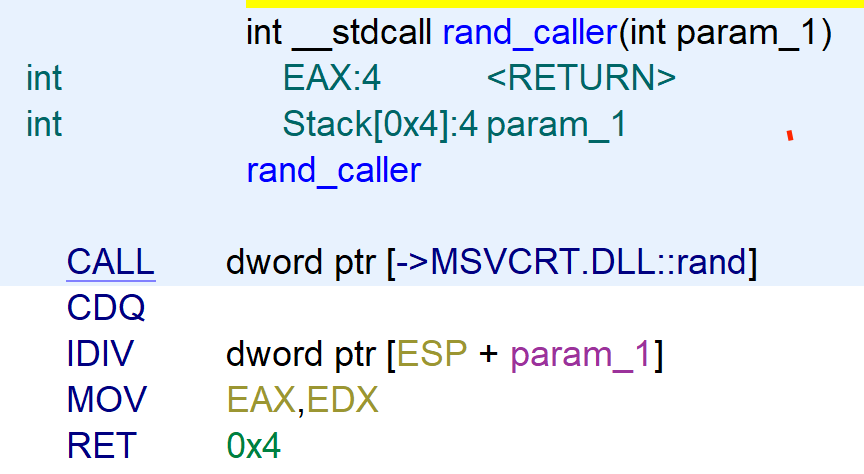 int __stdcall rand_caller(int param_1)
int EAX:4 <RETURN>
int Stack[0x4]:4 param_1
rand_caller
CALL dword ptr [->MSVCRT.DLL::rand]
CDQ
IDIV dword ptr [ESP + param_1]
MOV EAX,EDX
RET 0x4